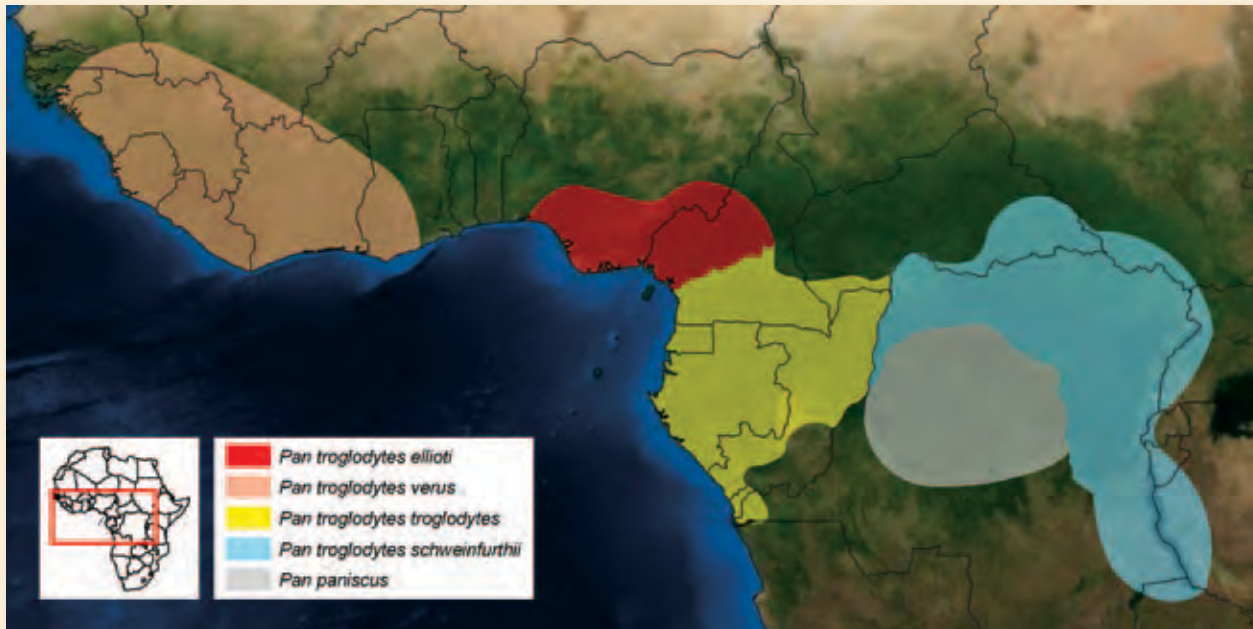 Pan troglodytes ellioti
Pan troglodytes verus
Pan troglodytes troglodytes
Pan troglodytes schweinfurthii
Pan paniscus